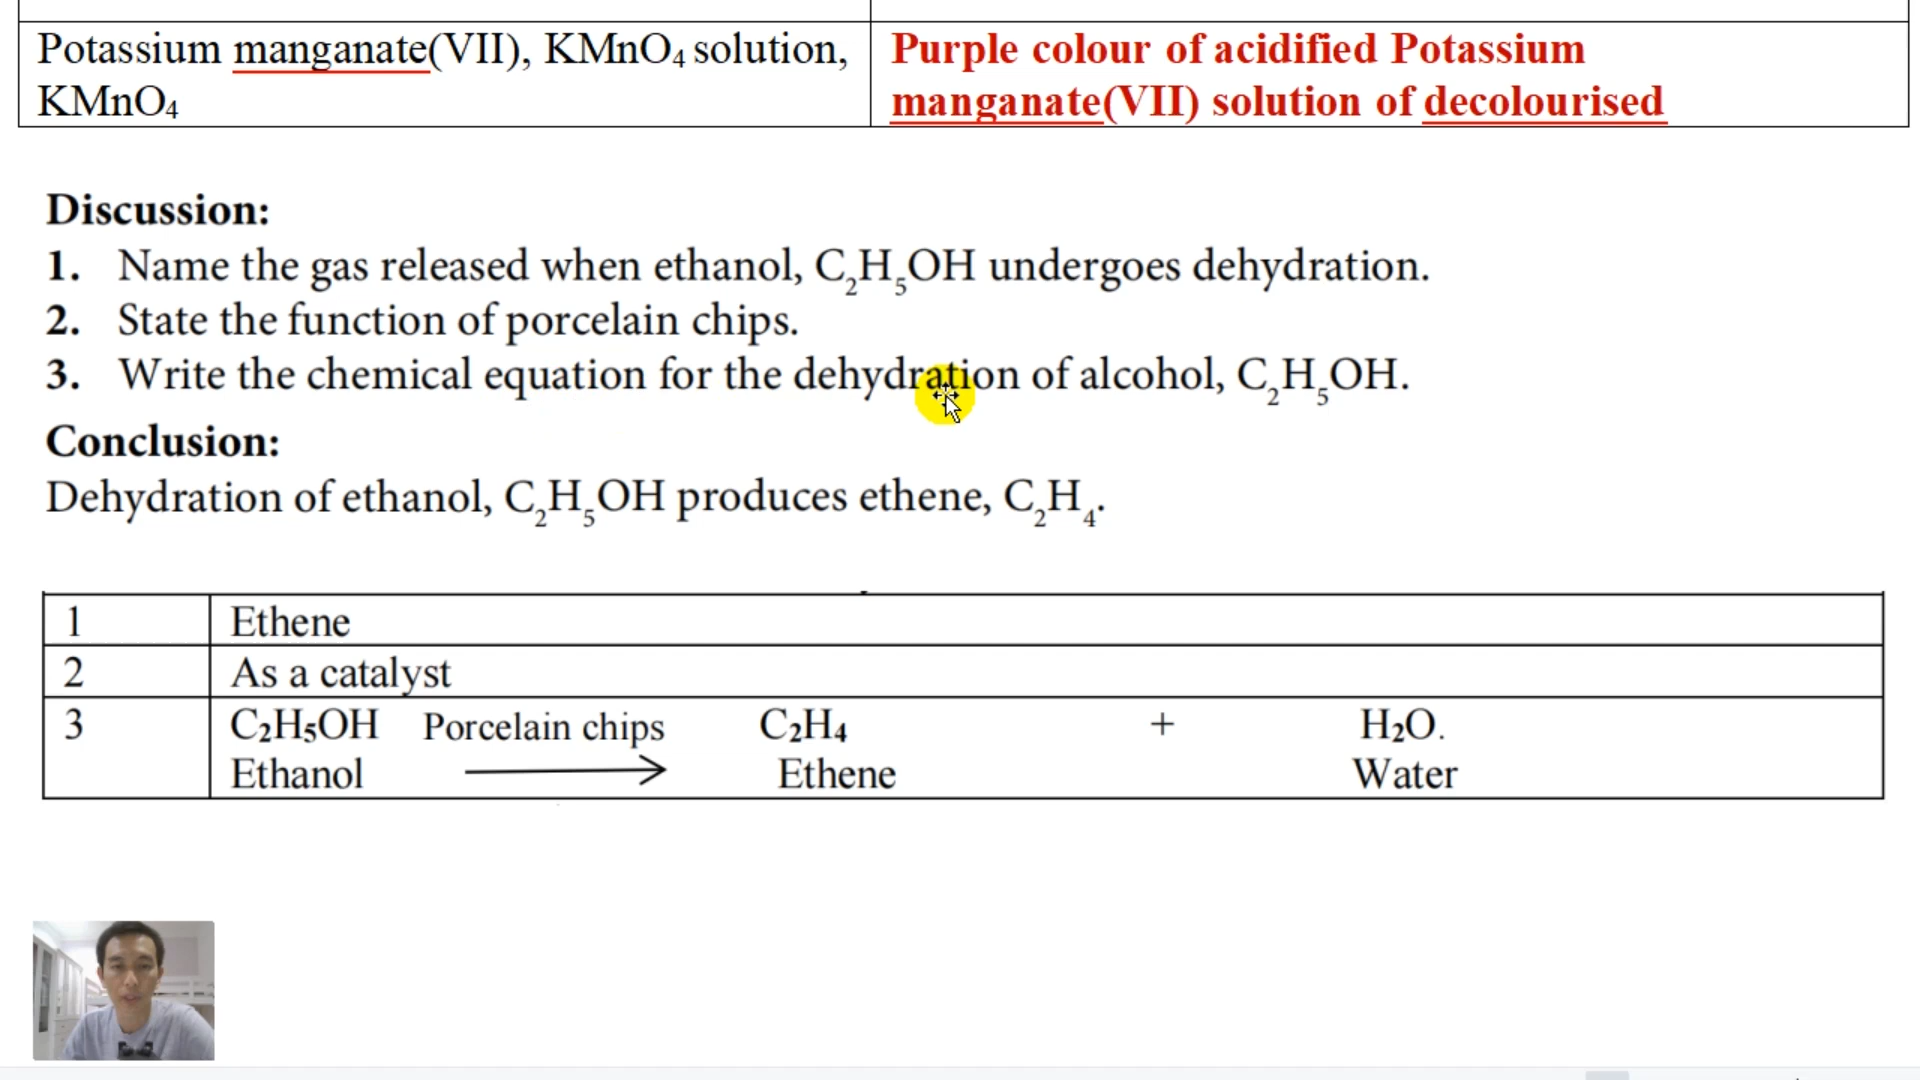 Potassium manganate(VII), KMnO₄ solution,
KMnO₄
Purple colour of acidified Potassium
manganate(VII) solution of decolourised
Discussion:
1. Name the gas released when ethanol, C₂H₅OH undergoes dehydration.
2. State the function of porcelain chips.
3. Write the chemical equation for the dehydration of alcohol, C₂H₅OH.
Conclusion:
Dehydration of ethanol, C₂H₅OH produces ethene, C₂H₄.
1 Ethene
2 As a catalyst
3 C₂H₅OH Porcelain chips C₂H₄ + H₂O.
Ethanol ⟶ Ethene Water